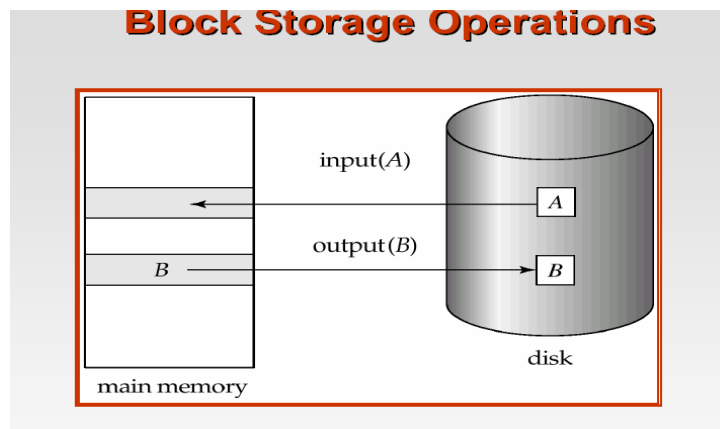 Block Storage Operations
input(A)
A
output(B)
B
B
disk
main memory